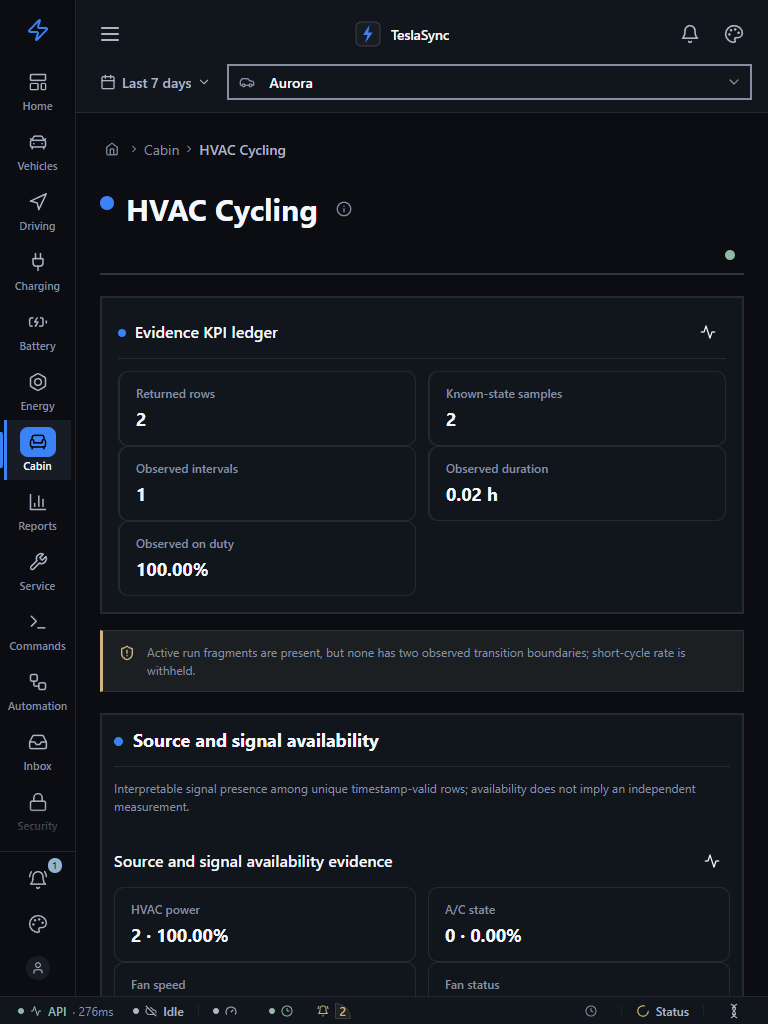 TeslaSync
Last 7 days
Aurora
Home
Vehicles
Driving
Charging
Battery
Energy
Cabin
Reports
Service
Commands
Automation
Inbox
Security
1
Cabin
HVAC Cycling
HVAC Cycling
Evidence KPI ledger
Returned rows
2
Known-state samples
2
Observed intervals
1
Observed duration
0.02 h
Observed on duty
100.00%
Active run fragments are present, but none has two observed transition boundaries; short-cycle rate is
withheld.
Source and signal availability
Interpretable signal presence among unique timestamp-valid rows; availability does not imply an independent
measurement.
Source and signal availability evidence
HVAC power
2 · 100.00%
A/C state
0 · 0.00%
Fan speed
Fan status
API · 276ms
Idle
2
Status